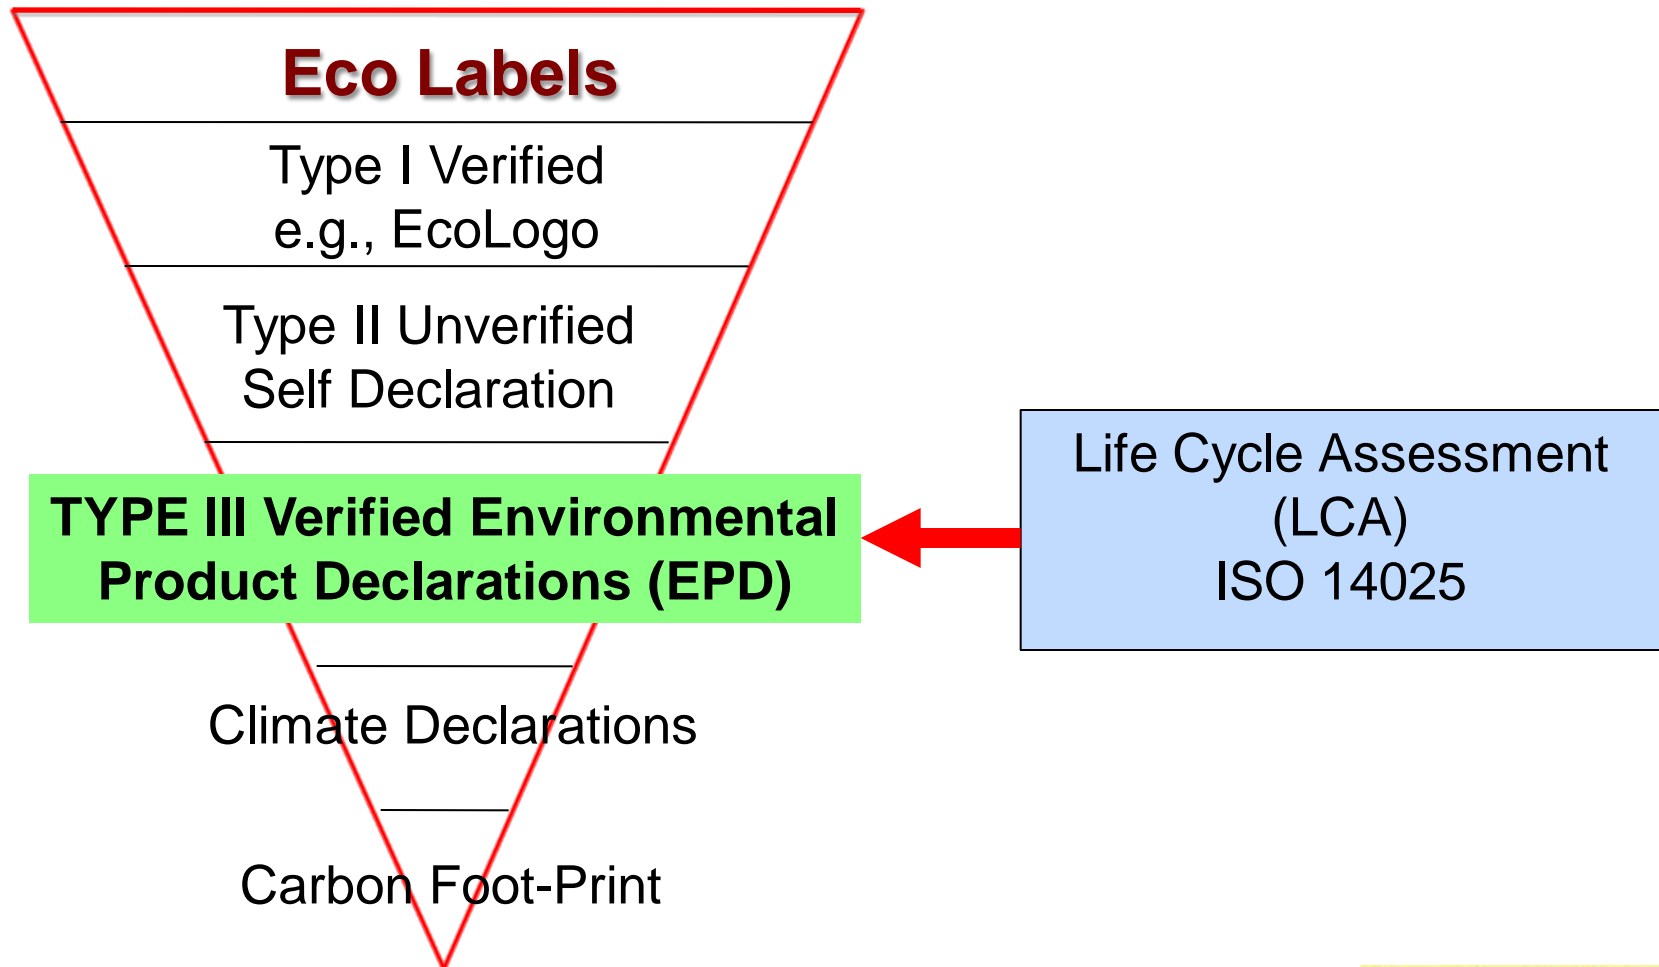 Eco Labels
Type I Verified
e.g., EcoLogo
Type II Unverified
Self Declaration
TYPE III Verified Environmental
Product Declarations (EPD)
Life Cycle Assessment
(LCA)
ISO 14025
Climate Declarations
Carbon Foot-Print